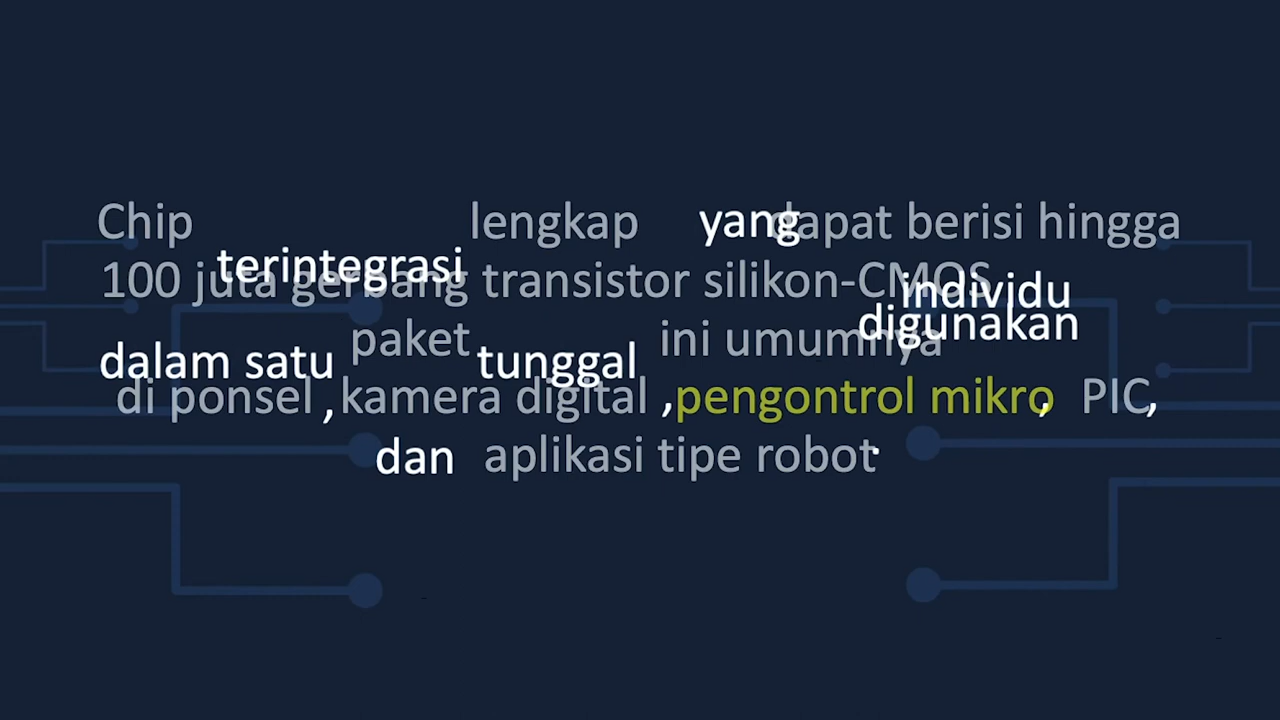 Chip terintegrasi lengkap yang dapat berisi hingga
100 juta gerbang transistor silikon-CMOS individu
dalam satu paket tunggal ini umumnya digunakan
di ponsel, kamera digital, pengontrol mikro, PIC,
dan aplikasi tipe robot.